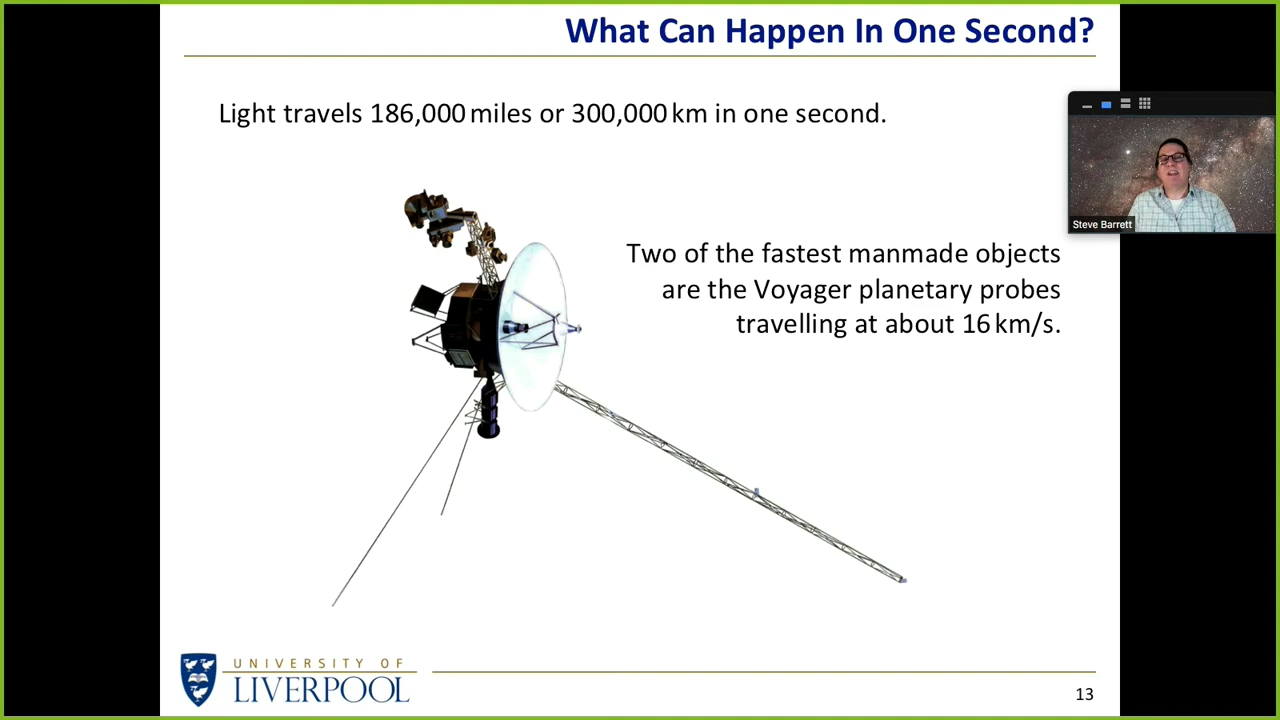 What Can Happen In One Second?
Light travels 186,000 miles or 300,000 km in one second.
Steve Barrett
Two of the fastest manmade objects
are the Voyager planetary probes
travelling at about 16 km/s.
UNIVERSITY OF
LIVERPOOL
13